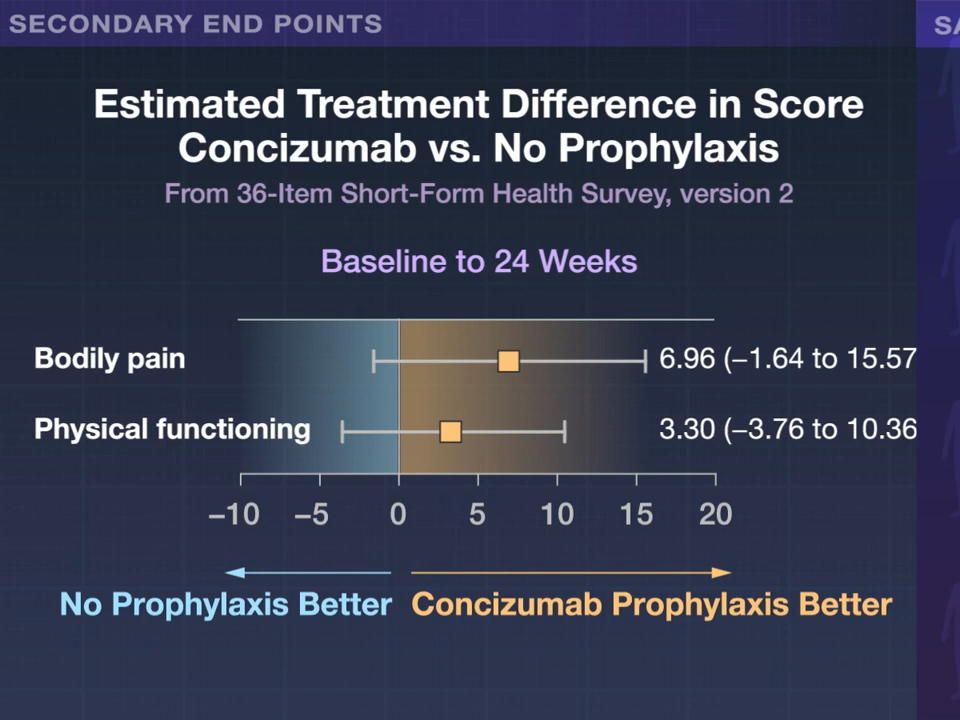 SECONDARY END POINTS
SA
Estimated Treatment Difference in Score
Concizumab vs. No Prophylaxis
From 36-Item Short-Form Health Survey, version 2
Baseline to 24 Weeks
Bodily pain 6.96 (−1.64 to 15.57
Physical functioning 3.30 (−3.76 to 10.36
−10 −5 0 5 10 15 20
No Prophylaxis Better Concizumab Prophylaxis Better